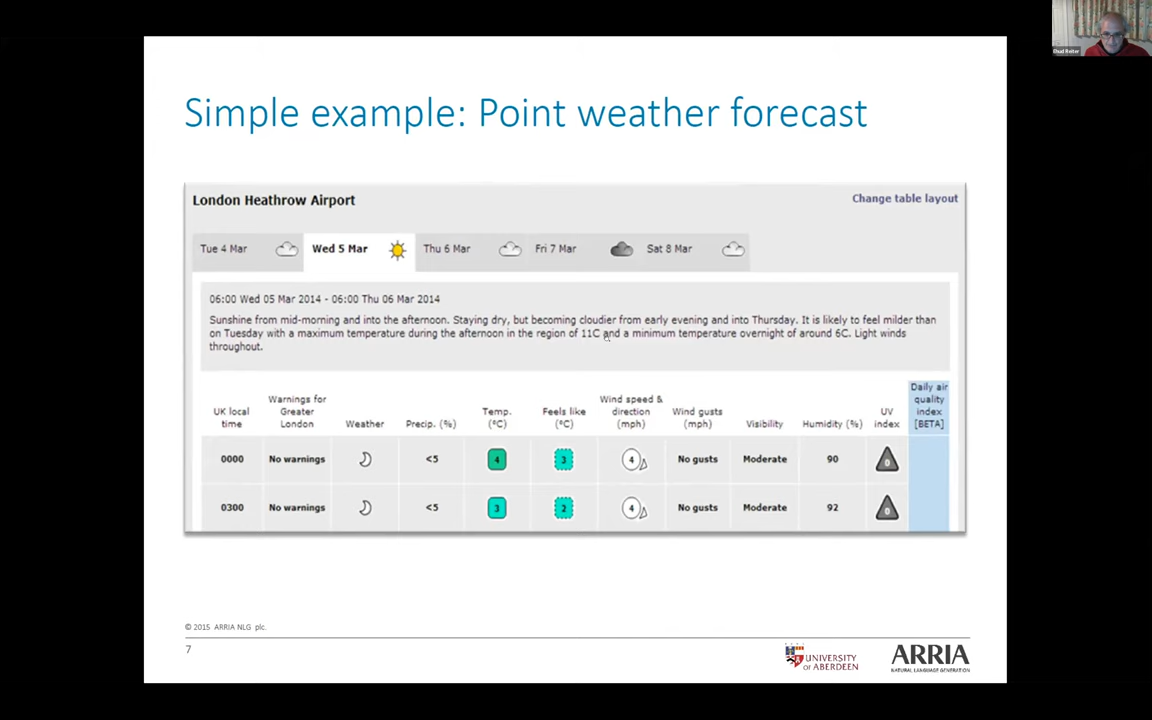 Simple example: Point weather forecast
London Heathrow Airport
Change table layout
Tue 4 Mar
Wed 5 Mar
Thu 6 Mar
Fri 7 Mar
Sat 8 Mar
06:00 Wed 05 Mar 2014 - 06:00 Thu 06 Mar 2014
Sunshine from mid-morning and into the afternoon. Staying dry, but becoming cloudier from early evening and into Thursday. It is likely to feel milder than
on Tuesday with a maximum temperature during the afternoon in the region of 11C and a minimum temperature overnight of around 6C. Light winds
throughout.
UK local
time
Warnings for
Greater
London
Weather
Precip. (%)
Temp.
(°C)
Feels like
(°C)
Wind speed &
direction
(mph)
Wind gusts
(mph)
Visibility
Humidity (%)
UV
index
Daily air
quality
index
[BETA]
0000 No warnings <5 4 3 4 No gusts Moderate 90 0
0300 No warnings <5 3 2 4 No gusts Moderate 92 0
© 2015 ARRIA NLG plc.
7
UNIVERSITY
OF ABERDEEN
ARRIA
NATURAL LANGUAGE GENERATION
Ehud Reiter